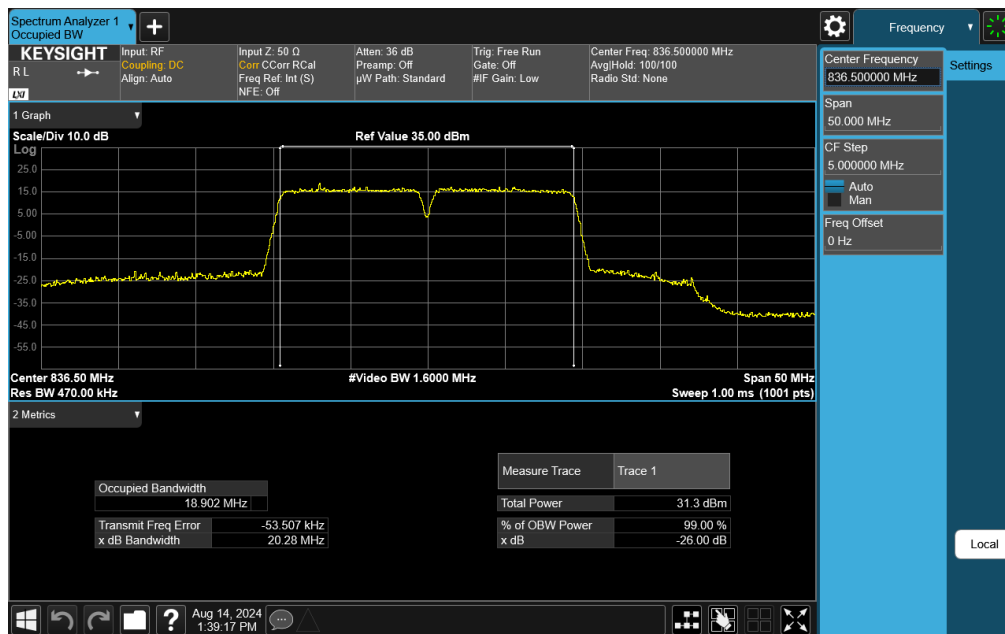 Spectrum Analyzer 1
Occupied BW
Frequency
KEYSIGHT
R L
LXI
Input: RF
Coupling: DC
Align: Auto
Input Z: 50 Ω
Corr CCorr RCal
Freq Ref: Int (S)
NFE: Off
Atten: 36 dB
Preamp: Off
µW Path: Standard
Trig: Free Run
Gate: Off
#IF Gain: Low
Center Freq: 836.500000 MHz
Avg|Hold: 100/100
Radio Std: None
Center Frequency
836.500000 MHz
Settings
Span
50.000 MHz
CF Step
5.000000 MHz
Auto
Man
Freq Offset
0 Hz
1 Graph
Scale/Div 10.0 dB
Ref Value 35.00 dBm
Log
25.0
15.0
5.00
-5.00
-15.0
-25.0
-35.0
-45.0
-55.0
Center 836.50 MHz
#Video BW 1.6000 MHz
Span 50 MHz
Res BW 470.00 kHz
Sweep 1.00 ms (1001 pts)
2 Metrics
Occupied Bandwidth
18.902 MHz
Transmit Freq Error -53.507 kHz
x dB Bandwidth 20.28 MHz
Measure Trace Trace 1
Total Power 31.3 dBm
% of OBW Power 99.00 %
x dB -26.00 dB
Local
Aug 14, 2024
1:39:17 PM